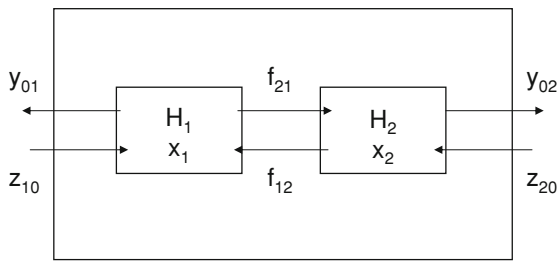 y₀₁ f₂₁ y₀₂
H₁ H₂
x₁ x₂
z₁₀ f₁₂ z₂₀